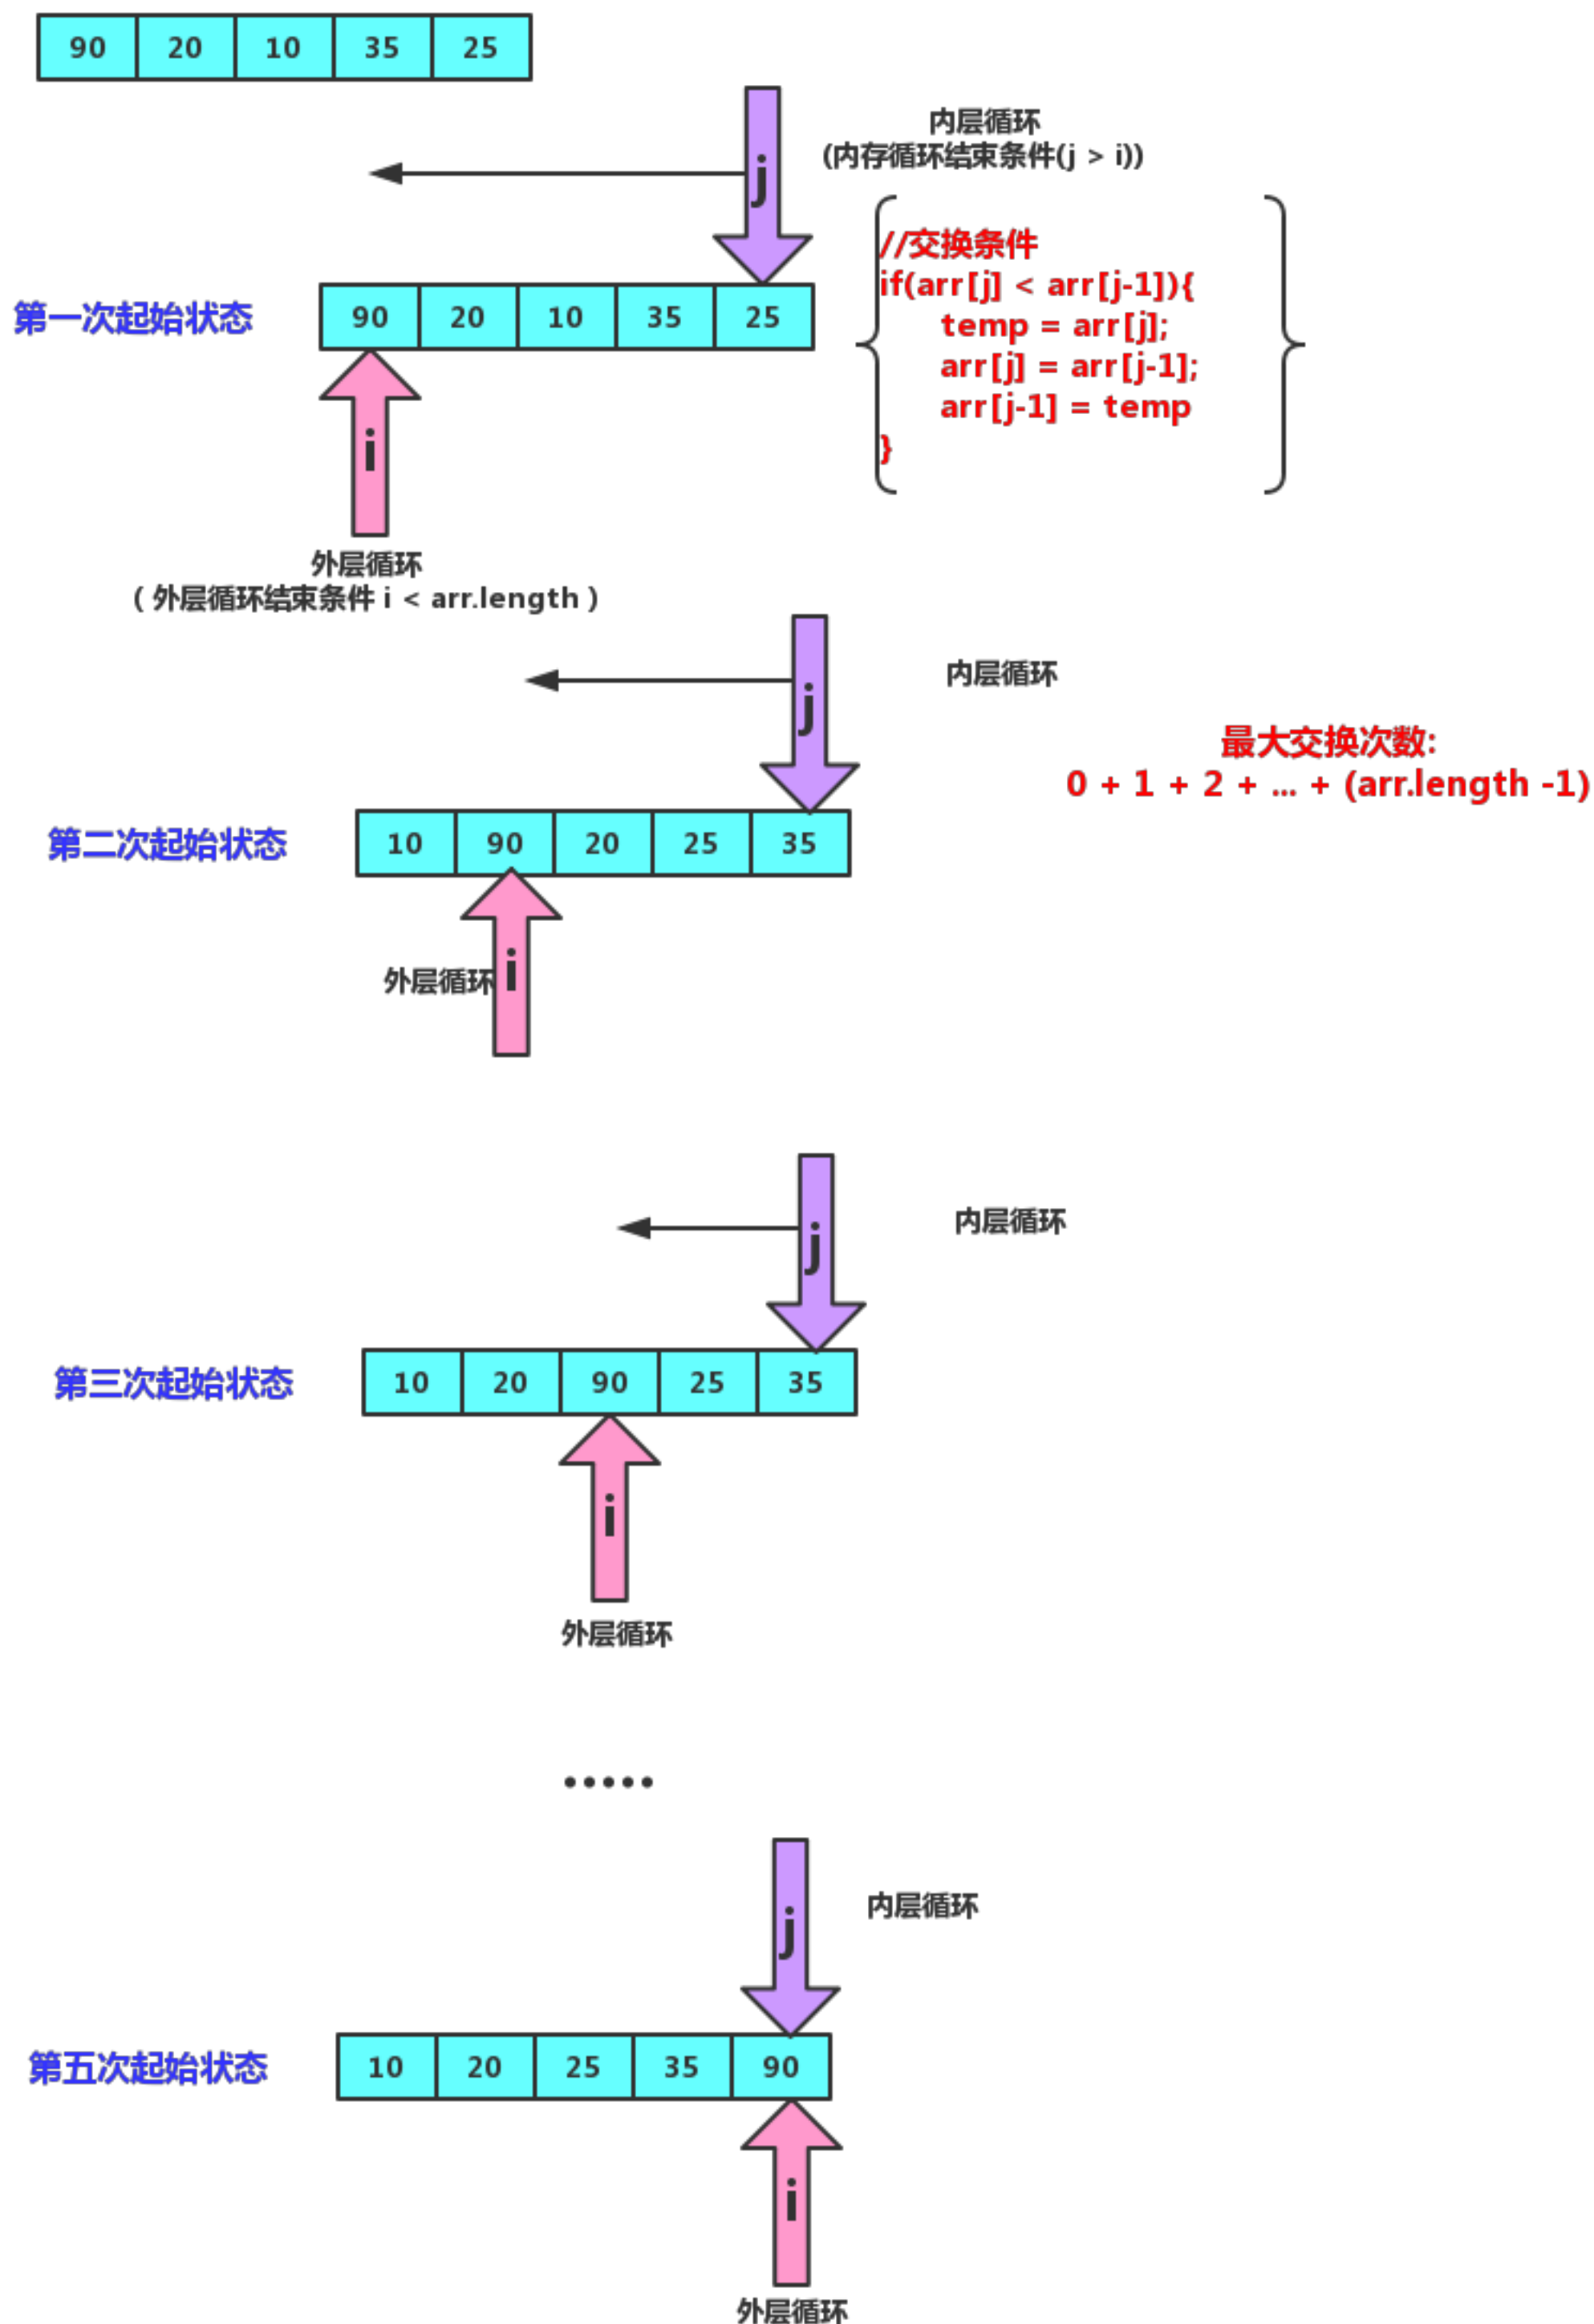 90 20 10 35 25
j
内层循环
(内存循环结束条件(j > i))
//交换条件
if(arr[j] < arr[j-1]){
temp = arr[j];
arr[j] = arr[j-1];
arr[j-1] = temp
}
第一次起始状态
90 20 10 35 25
i
外层循环
( 外层循环结束条件 i < arr.length )
j
内层循环
最大交换次数:
0 + 1 + 2 + ... + (arr.length -1)
第二次起始状态
10 90 20 25 35
外层循环
i
j
内层循环
第三次起始状态
10 20 90 25 35
i
外层循环
.....
j
内层循环
第五次起始状态
10 20 25 35 90
i
外层循环